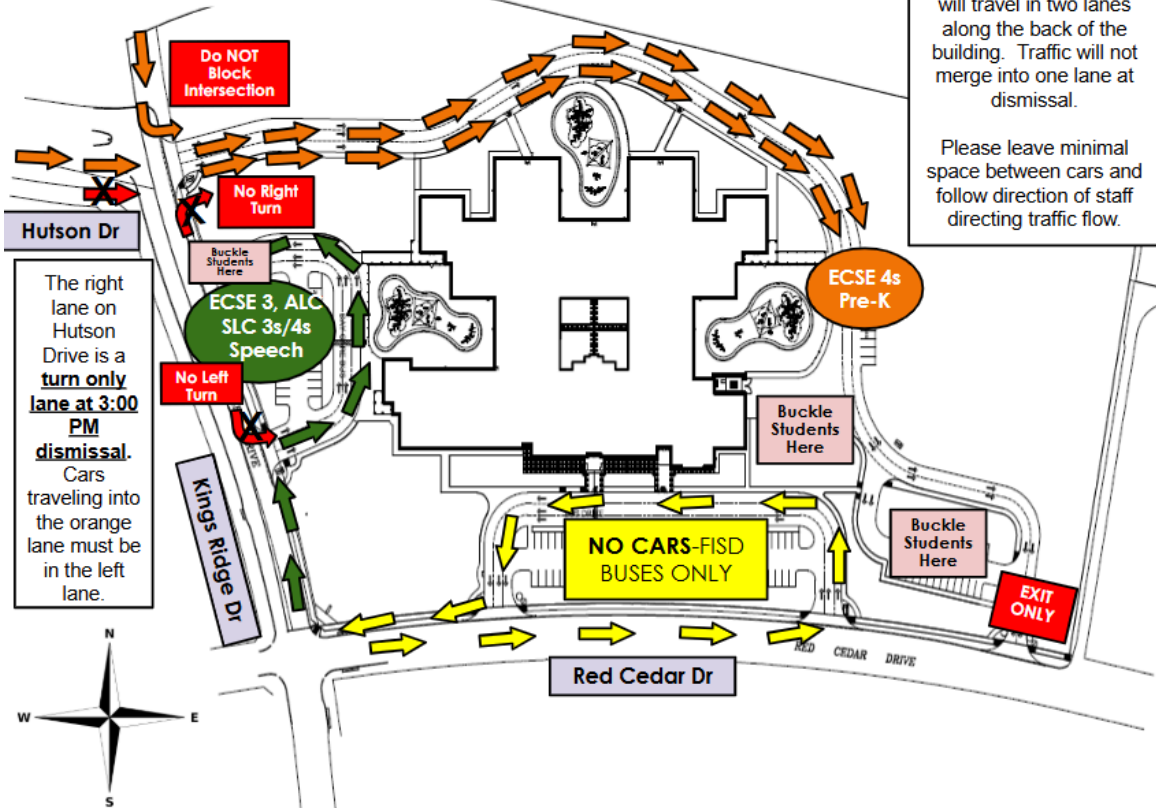 will travel in two lanes
along the back of the
building. Traffic will not
merge into one lane at
dismissal.
Please leave minimal
space between cars and
follow direction of staff
directing traffic flow.
Do NOT
Block
Intersection
No Right
Turn
X
X
Hutson Dr
Buckle
Students
Here
The right
lane on
Hutson
Drive is a
turn only
lane at 3:00
PM
dismissal.
Cars
traveling into
the orange
lane must be
in the left
lane.
ECSE 3, ALC
SLC 3s/4s
Speech
ECSE 4s
Pre-K
No Left
Turn
X
Buckle
Students
Here
Kings Ridge Dr
NO CARS-FISD
BUSES ONLY
Buckle
Students
Here
EXIT
ONLY
RED CEDAR DRIVE
Red Cedar Dr
N
W
E
S